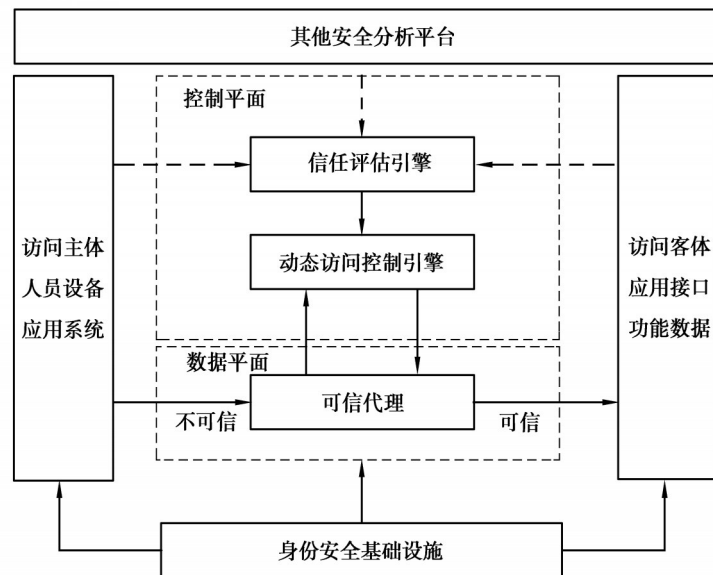 其他安全分析平台
控制平面
信任评估引擎
访问主体
人员设备
应用系统
动态访问控制引擎
访问客体
应用接口
功能数据
数据平面
可信代理
不可信
可信
身份安全基础设施